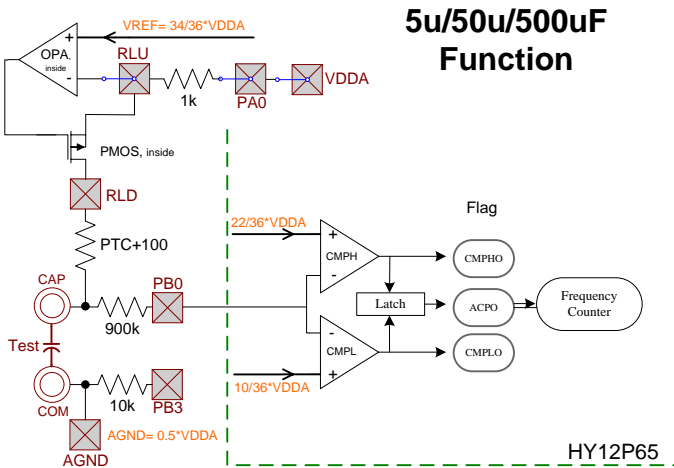 5u/50u/500uF
Function
VREF= 34/36*VDDA
+
OPA,
inside
-
RLU
1k
PA0
VDDA
PMOS, inside
RLD
PTC+100
CAP
PB0
900k
Test
COM
10k
PB3
AGND= 0.5*VDDA
AGND
22/36*VDDA
+
CMPH
-
-
CMPL
+
10/36*VDDA
Latch
Flag
CMPHO
ACPO
CMPLO
Frequency
Counter
HY12P65